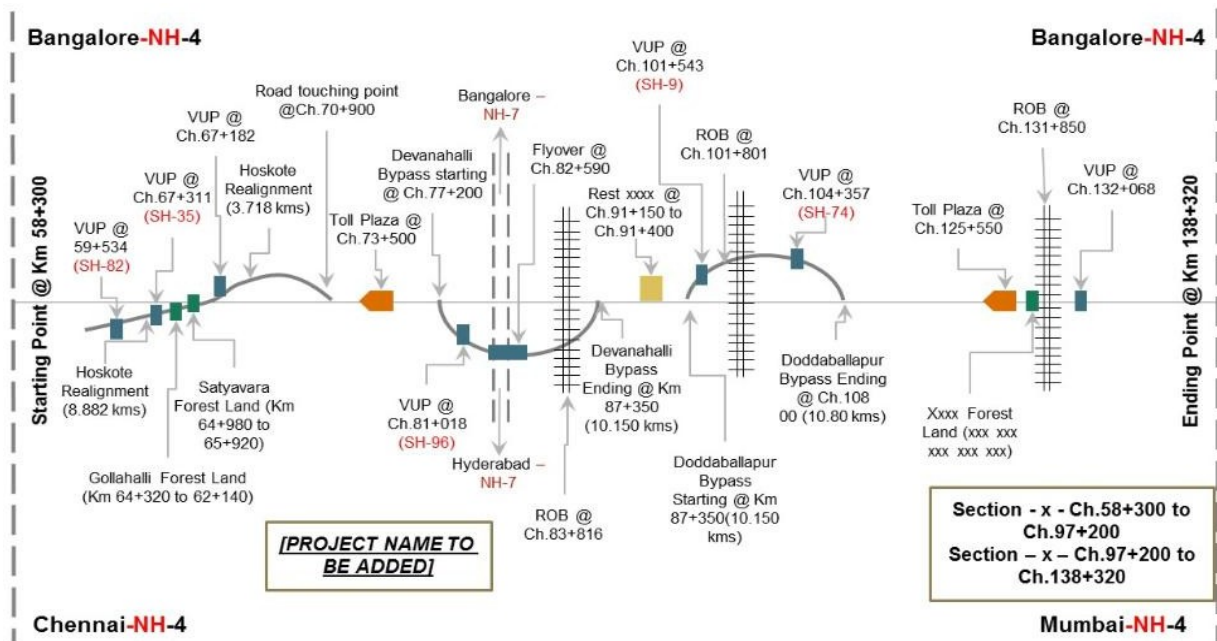 Bangalore-NH-4
Bangalore-NH-4
Starting Point @ Km 58+300
Ending Point @ Km 138+320
VUP @
59+534
(SH-82)
VUP @
Ch.67+311
(SH-35)
VUP @
Ch.67+182
Hoskote
Realignment
(3.718 kms)
Road touching point
@Ch.70+900
Toll Plaza @
Ch.73+500
Devanahalli
Bypass starting
@ Ch.77+200
Bangalore –
NH-7
Flyover @
Ch.82+590
Rest xxxx @
Ch.91+150 to
Ch.91+400
VUP @
Ch.101+543
(SH-9)
ROB @
Ch.101+801
VUP @
Ch.104+357
(SH-74)
Toll Plaza @
Ch.125+550
ROB @
Ch.131+850
VUP @
Ch.132+068
Hoskote
Realignment
(8.882 kms)
Satyavara
Forest Land (Km
64+980 to
65+920)
Gollahalli Forest Land
(Km 64+320 to 62+140)
VUP @
Ch.81+018
(SH-96)
Hyderabad –
NH-7
ROB @
Ch.83+816
Devanahalli
Bypass
Ending @ Km
87+350
(10.150 kms)
Doddaballapur
Bypass
Starting @ Km
87+350(10.150
kms)
Doddaballapur
Bypass Ending
@ Ch.108
00 (10.80 kms)
Xxxx Forest
Land (xxx xxx
xxx xxx xxx)
[PROJECT NAME TO
BE ADDED]
Section - x - Ch.58+300 to
Ch.97+200
Section – x – Ch.97+200 to
Ch.138+320
Chennai-NH-4
Mumbai-NH-4